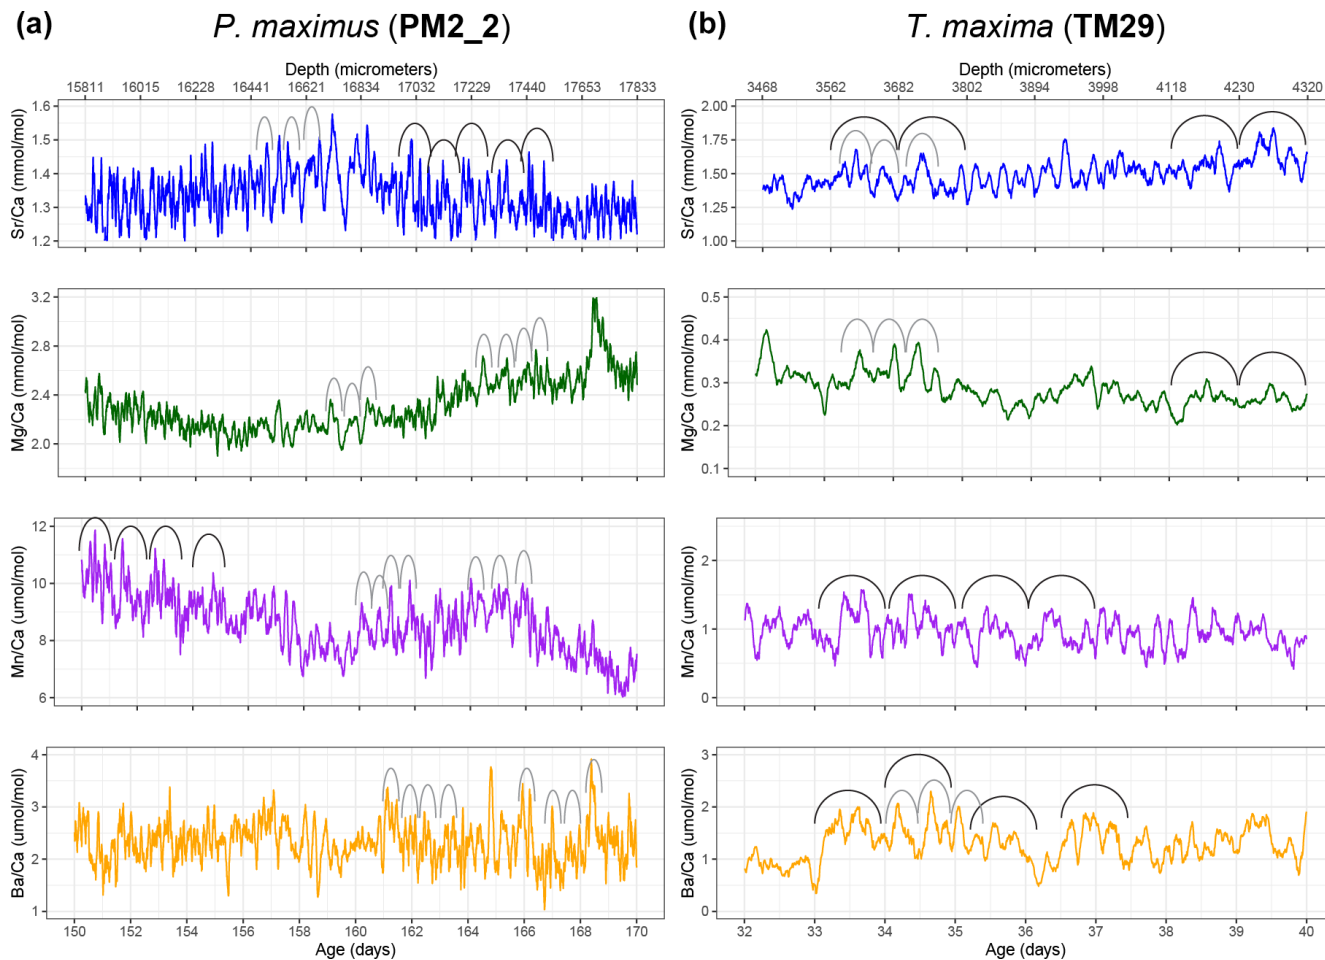 (a) P. maximus (PM2_2)
Depth (micrometers)
15811 16015 16228 16441 16621 16834 17032 17229 17440 17653 17833
Sr/Ca (mmol/mol)
1.6
1.5
1.4
1.3
1.2
Mg/Ca (mmol/mol)
3.2
2.8
2.4
2.0
Mn/Ca (umol/mol)
12
10
8
6
Ba/Ca (umol/mol)
4
3
2
1
150 152 154 156 158 160 162 164 166 168 170
Age (days)
(b) T. maxima (TM29)
Depth (micrometers)
3468 3562 3682 3802 3894 3998 4118 4230 4320
Sr/Ca (mmol/mol)
2.00
1.75
1.50
1.25
1.00
Mg/Ca (mmol/mol)
0.5
0.4
0.3
0.2
0.1
Mn/Ca (umol/mol)
2
1
0
Ba/Ca (umol/mol)
3
2
1
0
32 33 34 35 36 37 38 39 40
Age (days)